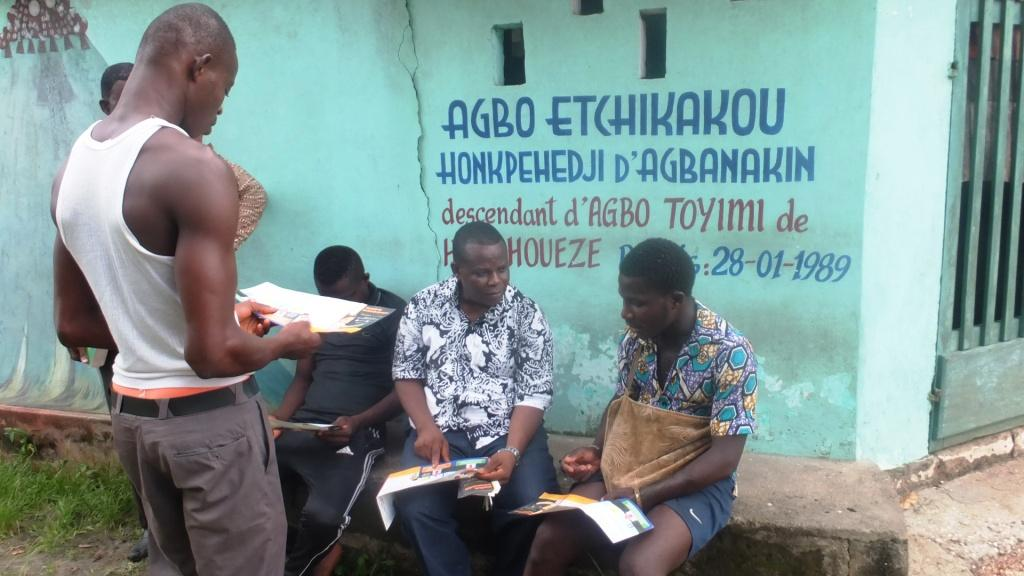 AGBO ETCHIKAKOU
HONKPEHEDJI D'AGBANAKIN
descendant d'AGBO TOYIMI de
HOUEZE : 28-01-1989